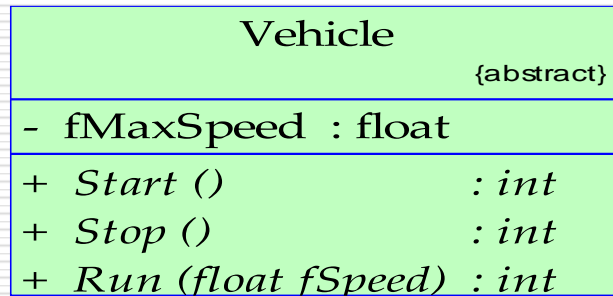 Vehicle
{abstract}
- fMaxSpeed : float
+ Start () : int
+ Stop () : int
+ Run (float fSpeed) : int